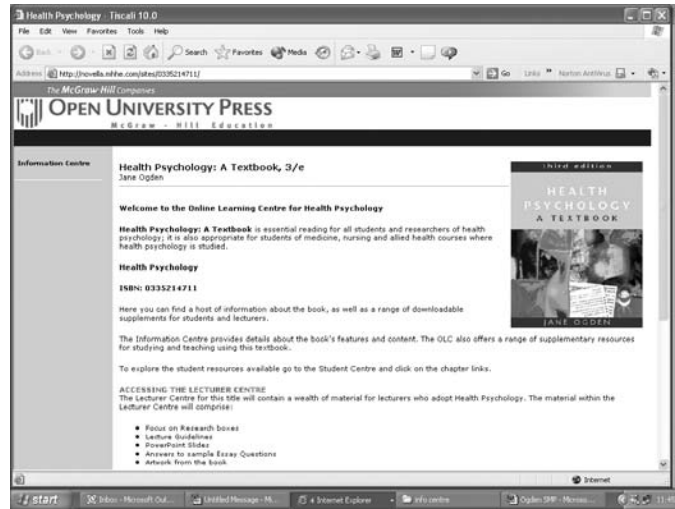 Health Psychology - Tiscali 10.0
File Edit View Favorites Tools Help
Back Search Favorites Media
Address http://novella.mhhe.com/sites/0335214711/ Go Links Norton AntiVirus
The McGraw-Hill Companies
OPEN UNIVERSITY PRESS
McGraw - Hill Education
Information Centre
Health Psychology: A Textbook, 3/e
Jane Ogden
third edition
HEALTH
PSYCHOLOGY
A TEXTBOOK
JANE OGDEN
Welcome to the Online Learning Centre for Health Psychology
Health Psychology: A Textbook is essential reading for all students and researchers of health
psychology; it is also appropriate for students of medicine, nursing and allied health courses where
health psychology is studied.
Health Psychology
ISBN: 0335214711
Here you can find a host of information about the book, as well as a range of downloadable
supplements for students and lecturers.
The Information Centre provides details about the book's features and content. The OLC also offers a range of supplementary resources
for studying and teaching using this textbook.
To explore the student resources available go to the Student Centre and click on the chapter links.
ACCESSING THE LECTURER CENTRE
The Lecturer Centre for this title will contain a wealth of material for lecturers who adopt Health Psychology. The material within the
Lecturer Centre will comprise:
Focus on Research boxes
Lecture Guidelines
PowerPoint Slides
Answers to sample Essay Questions
Artwork from the book
Internet
start Inbox - Microsoft Out... Untitled Message - M... 4 Internet Explorer info centre Ogden SMF - Micros... 11:45